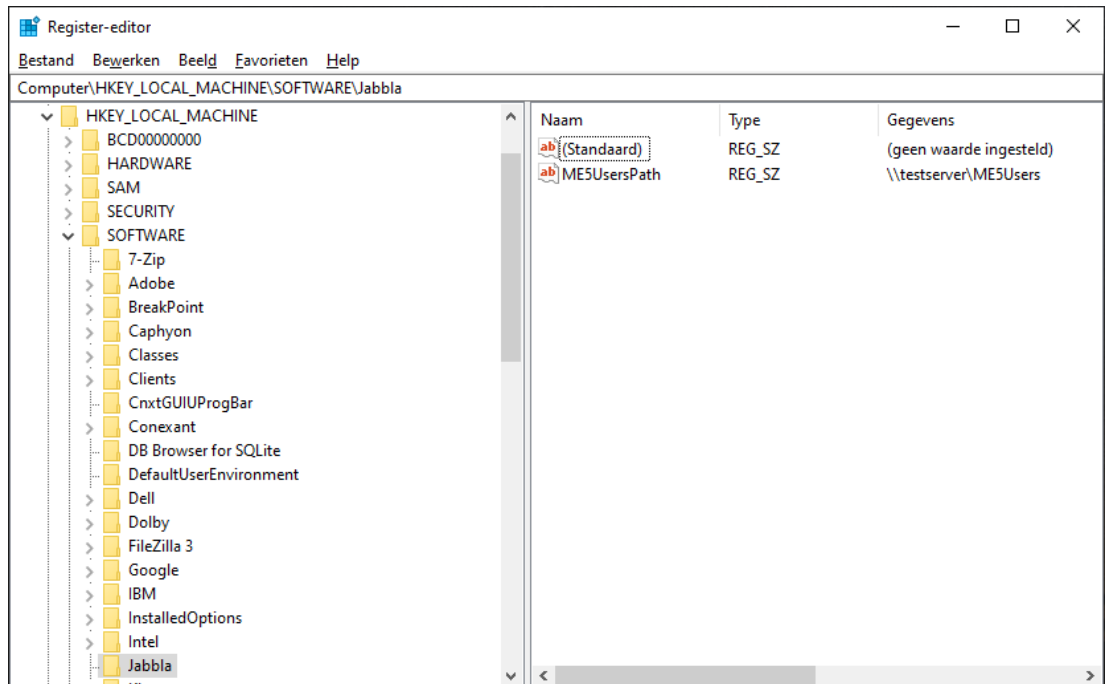 Register-editor
Bestand Bewerken Beeld Favorieten Help
Computer\HKEY_LOCAL_MACHINE\SOFTWARE\Jabbla
HKEY_LOCAL_MACHINE
BCD00000000
HARDWARE
SAM
SECURITY
SOFTWARE
7-Zip
Adobe
BreakPoint
Caphyon
Classes
Clients
CnxtGUIUProgBar
Conexant
DB Browser for SQLite
DefaultUserEnvironment
Dell
Dolby
FileZilla 3
Google
IBM
InstalledOptions
Intel
Jabbla
Naam Type Gegevens
ab (Standaard) REG_SZ (geen waarde ingesteld)
ab ME5UsersPath REG_SZ \\testserver\ME5Users